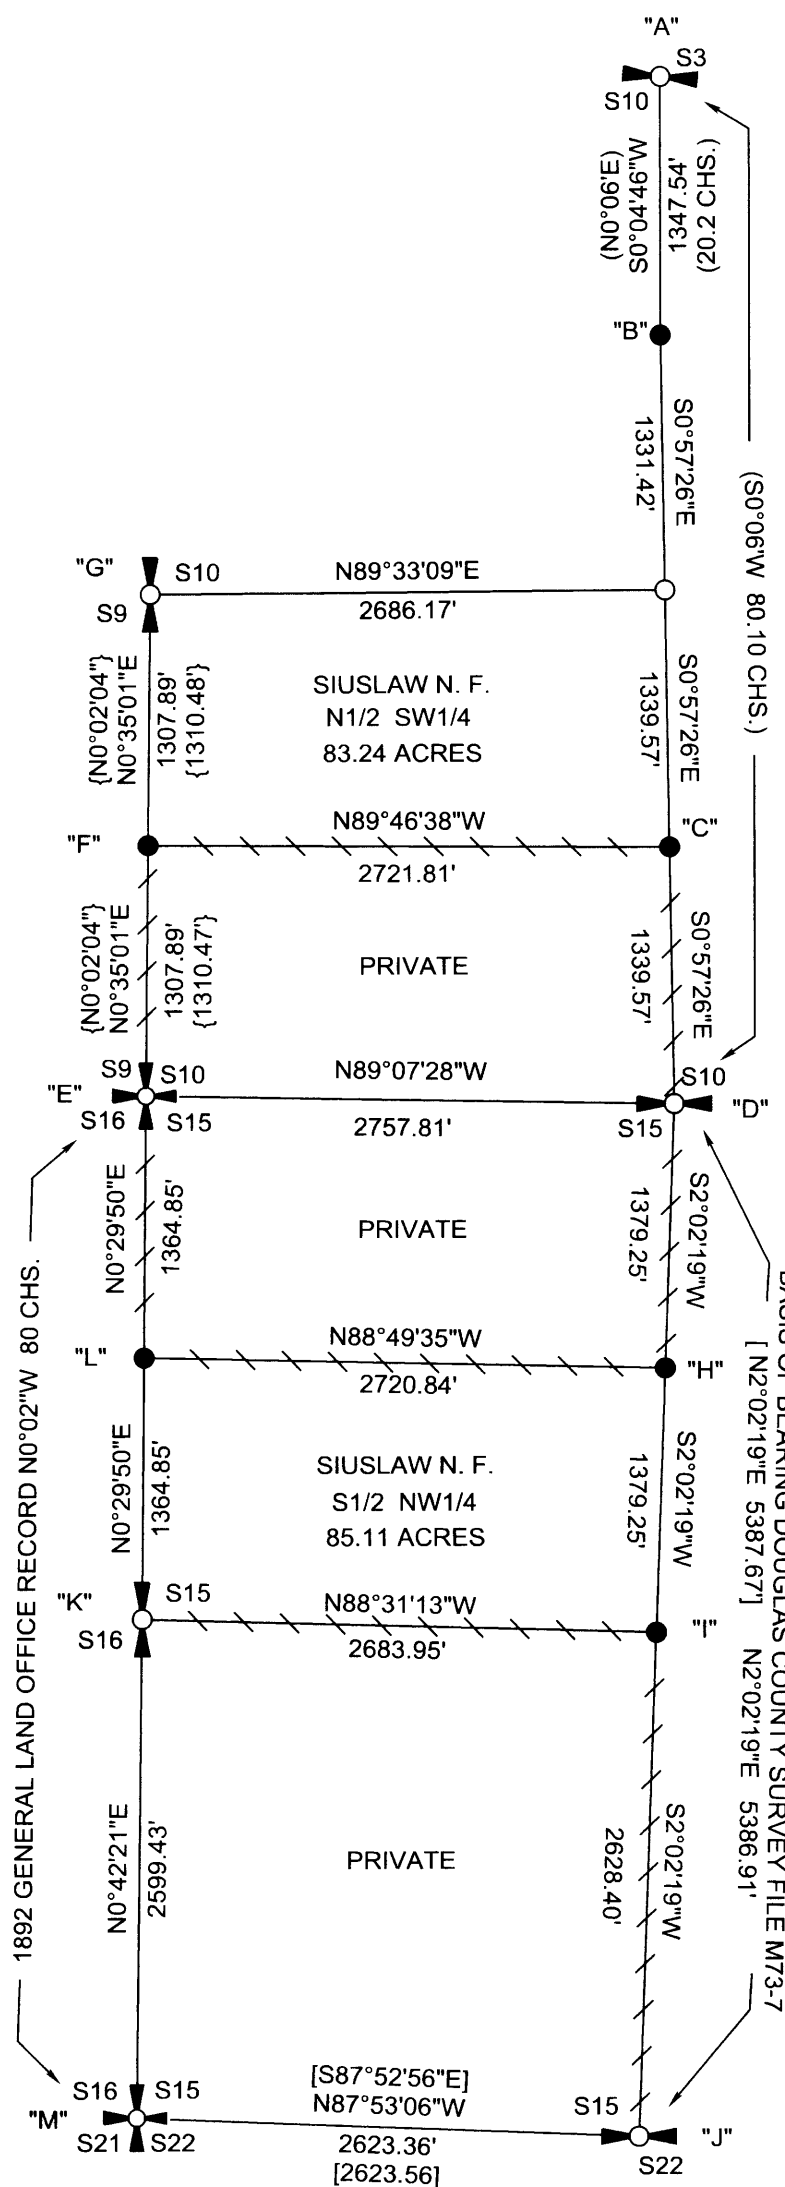 "A"
S3
S10
(20.2 CHS.)
1347.54'
S0°04'46"W
(N0°06'E)
"B"
S0°57'26"E
1331.42'
(S0°06'W 80.10 CHS.)
"G"
S10
S9
N89°33'09"E
2686.17'
{N0°02'04"}
N0°35'01"E
1307.89'
{1310.48'}
SIUSLAW N. F.
N1/2 SW1/4
83.24 ACRES
S0°57'26"E
1339.57'
"F"
N89°46'38"W
2721.81'
"C"
{N0°02'04"}
N0°35'01"E
1307.89'
{1310.47'}
PRIVATE
S0°57'26"E
1339.57'
S9
S10
"E"
S16
S15
N89°07'28"W
2757.81'
S10
S15
"D"
N0°29'50"E
1364.85'
PRIVATE
S2°02'19"W
1379.25'
BASIS OF BEARING DOUGLAS COUNTY SURVEY FILE M73-7
[ N2°02'19"E 5387.67'] N2°02'19"E 5386.91'
1892 GENERAL LAND OFFICE RECORD N0°02"W 80 CHS.
"L"
N88°49'35"W
2720.84'
"H"
N0°29'50"E
1364.85'
SIUSLAW N. F.
S1/2 NW1/4
85.11 ACRES
S2°02'19"W
1379.25'
"K"
S15
S16
N88°31'13"W
2683.95'
"I"
N0°42'21"E
2599.43'
PRIVATE
S2°02'19"W
2628.40'
S16
S15
"M"
S21
S22
[S87°52'56"E]
N87°53'06"W
2623.36'
[2623.56]
S15
"J"
S22